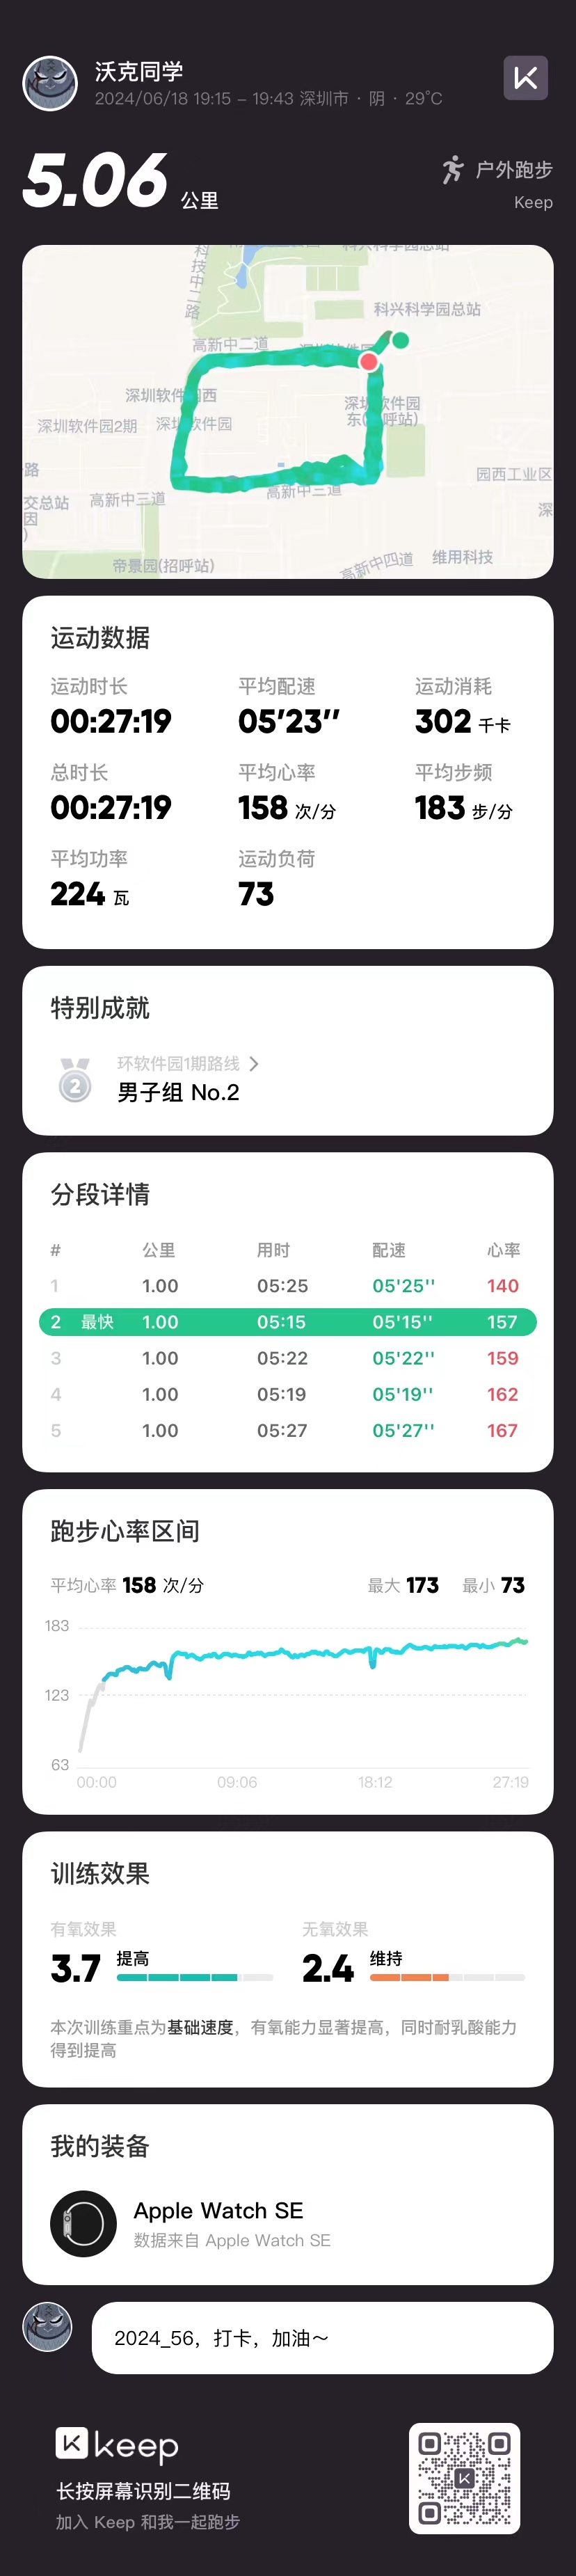 沃克同学
2024/06/18 19:15 – 19:43 深圳市 · 阴 · 29°C
5.06 公里
户外跑步
Keep
科技中二路
科兴科学园总站
科兴科学园总站
高新中二道
深圳软件园西
深圳软件园
东(招呼站)
深圳软件园2期
深圳软件园
路
园西工业区
交总站
因
)
高新中三道
高新中三道
深
帝景园(招呼站)
高新中四道
维用科技
运动数据
运动时长
平均配速
运动消耗
00:27:19
05’23’’
302 千卡
总时长
平均心率
平均步频
00:27:19
158 次/分
183 步/分
平均功率
运动负荷
224 瓦
73
特别成就
2
环软件园1期路线
男子组 No.2
分段详情
# 公里 用时 配速 心率
1 1.00 05:25 05'25'' 140
2 最快 1.00 05:15 05'15'' 157
3 1.00 05:22 05'22'' 159
4 1.00 05:19 05'19'' 162
5 1.00 05:27 05'27'' 167
跑步心率区间
平均心率 158 次/分 最大 173 最小 73
183
123
63
00:00 09:06 18:12 27:19
训练效果
有氧效果
无氧效果
3.7 提高
2.4 维持
本次训练重点为基础速度，有氧能力显著提高，同时耐乳酸能力
得到提高
我的装备
Apple Watch SE
数据来自 Apple Watch SE
2024_56，打卡，加油～
keep
长按屏幕识别二维码
加入 Keep 和我一起跑步